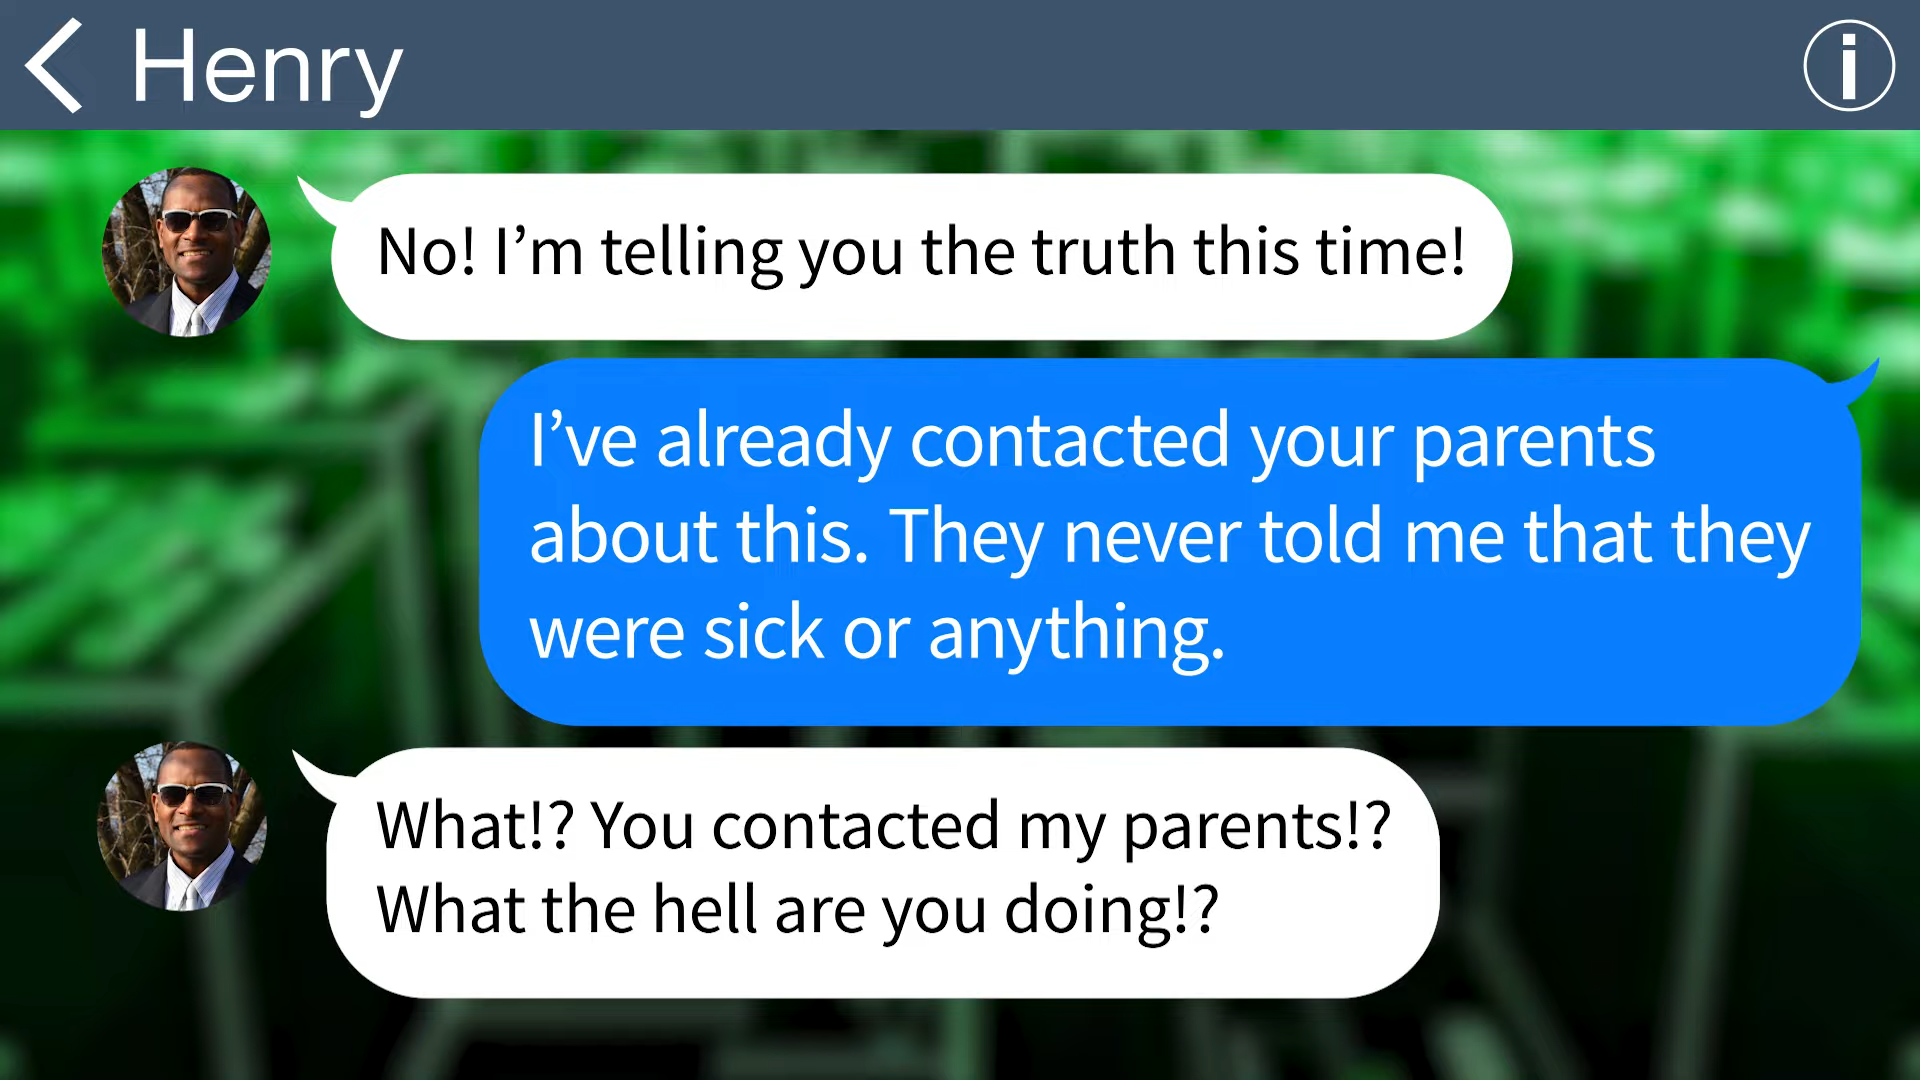 Henry
No! I’m telling you the truth this time!
I’ve already contacted your parents
about this. They never told me that they
were sick or anything.
What!? You contacted my parents!?
What the hell are you doing!?